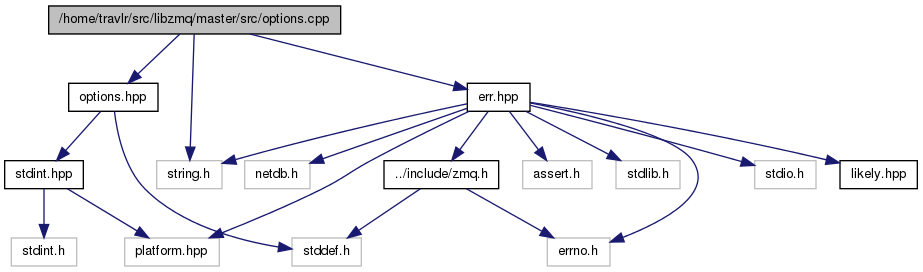 /home/travlr/src/libzmq/master/src/options.cpp
options.hpp
err.hpp
stdint.hpp
string.h
netdb.h
../include/zmq.h
assert.h
stdlib.h
stdio.h
likely.hpp
stdint.h
platform.hpp
stddef.h
errno.h